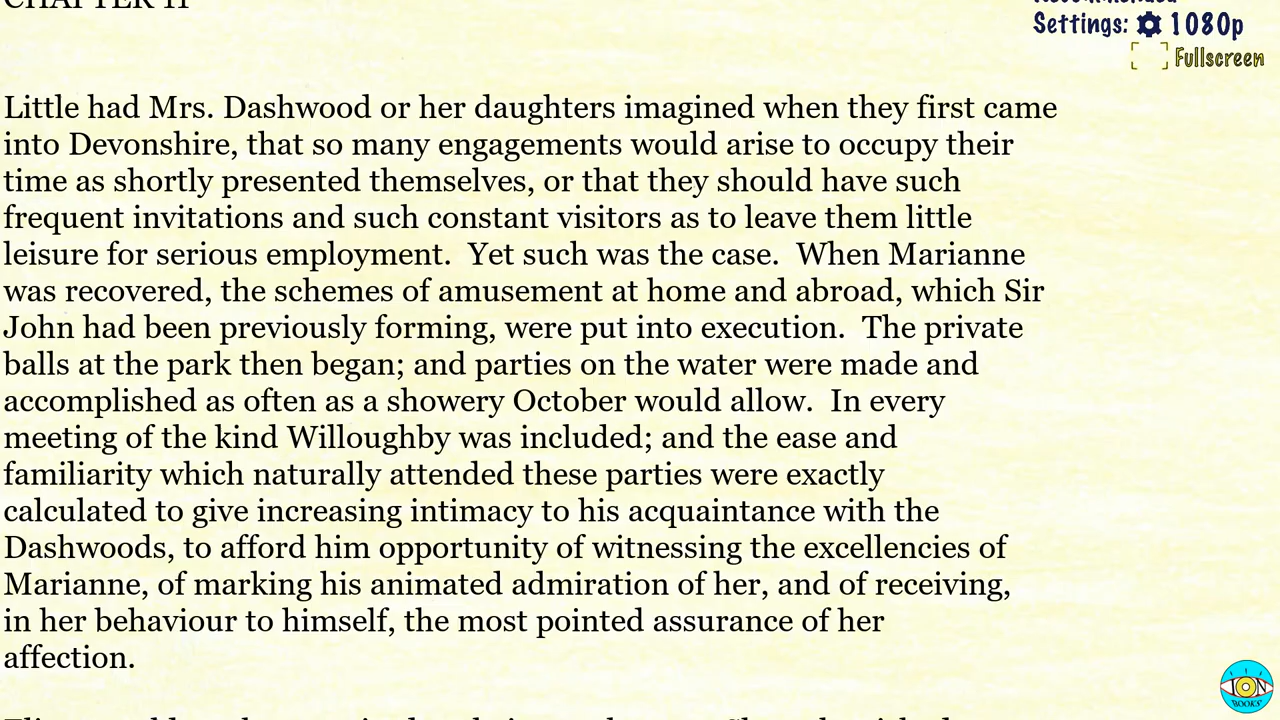 CHAPTER 11
Recommended
Settings: 1080p
Fullscreen
Little had Mrs. Dashwood or her daughters imagined when they first came
into Devonshire, that so many engagements would arise to occupy their
time as shortly presented themselves, or that they should have such
frequent invitations and such constant visitors as to leave them little
leisure for serious employment.  Yet such was the case.  When Marianne
was recovered, the schemes of amusement at home and abroad, which Sir
John had been previously forming, were put into execution.  The private
balls at the park then began; and parties on the water were made and
accomplished as often as a showery October would allow.  In every
meeting of the kind Willoughby was included; and the ease and
familiarity which naturally attended these parties were exactly
calculated to give increasing intimacy to his acquaintance with the
Dashwoods, to afford him opportunity of witnessing the excellencies of
Marianne, of marking his animated admiration of her, and of receiving,
in her behaviour to himself, the most pointed assurance of her
affection.
ION
BOOKS